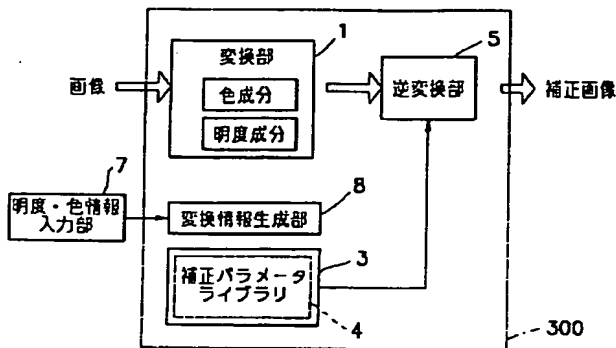 画像
変換部
色成分
明度成分
1
逆変換部
5
補正画像
明度・色情報
入力部
7
変換情報生成部
8
補正パラメータ
ライブラリ
3
4
300